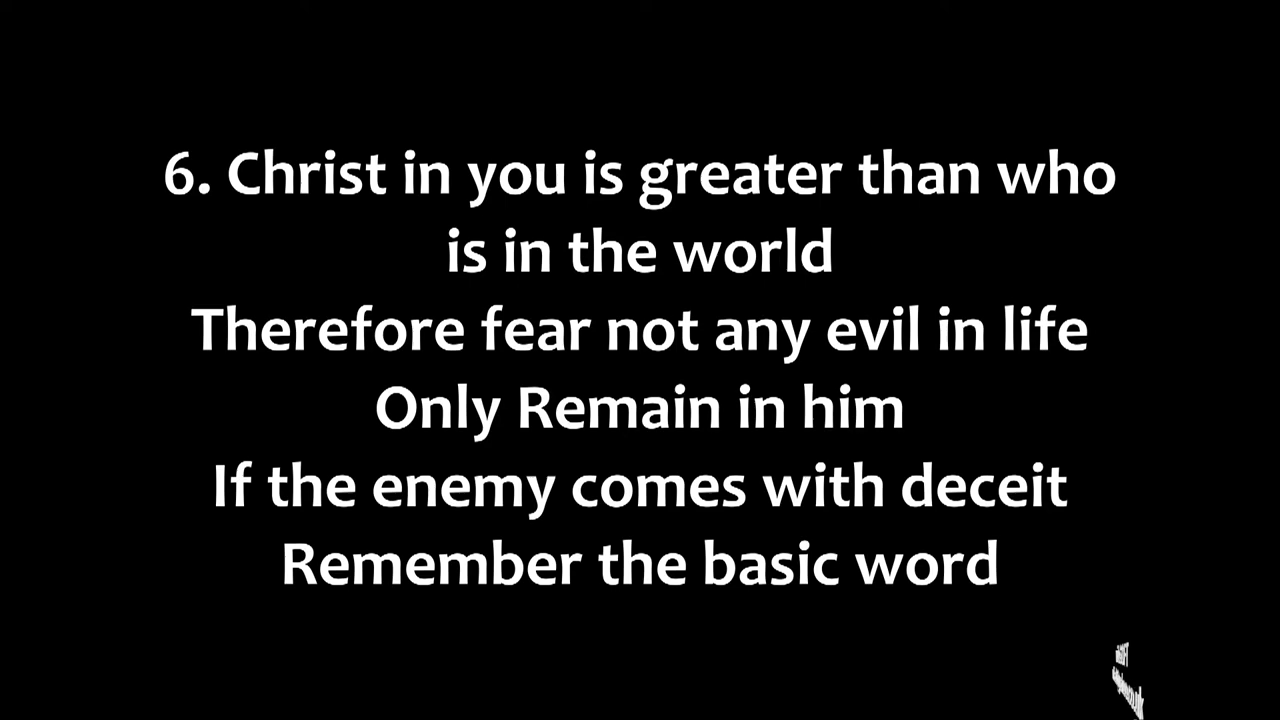 6. Christ in you is greater than who
is in the world
Therefore fear not any evil in life
Only Remain in him
If the enemy comes with deceit
Remember the basic word